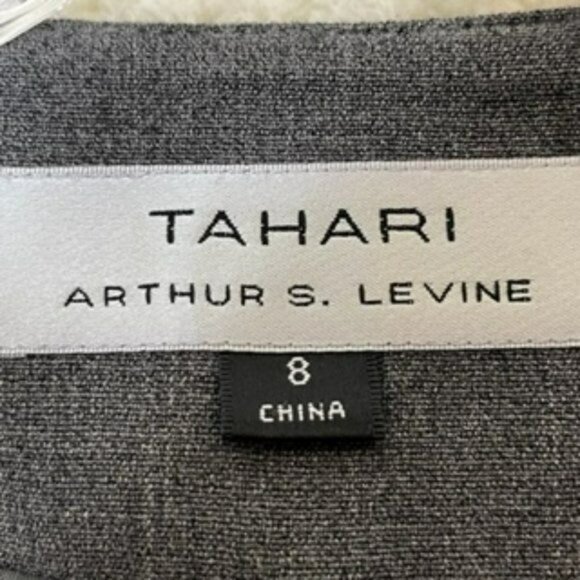 TAHARI
ARTHUR S. LEVINE
8
CHINA